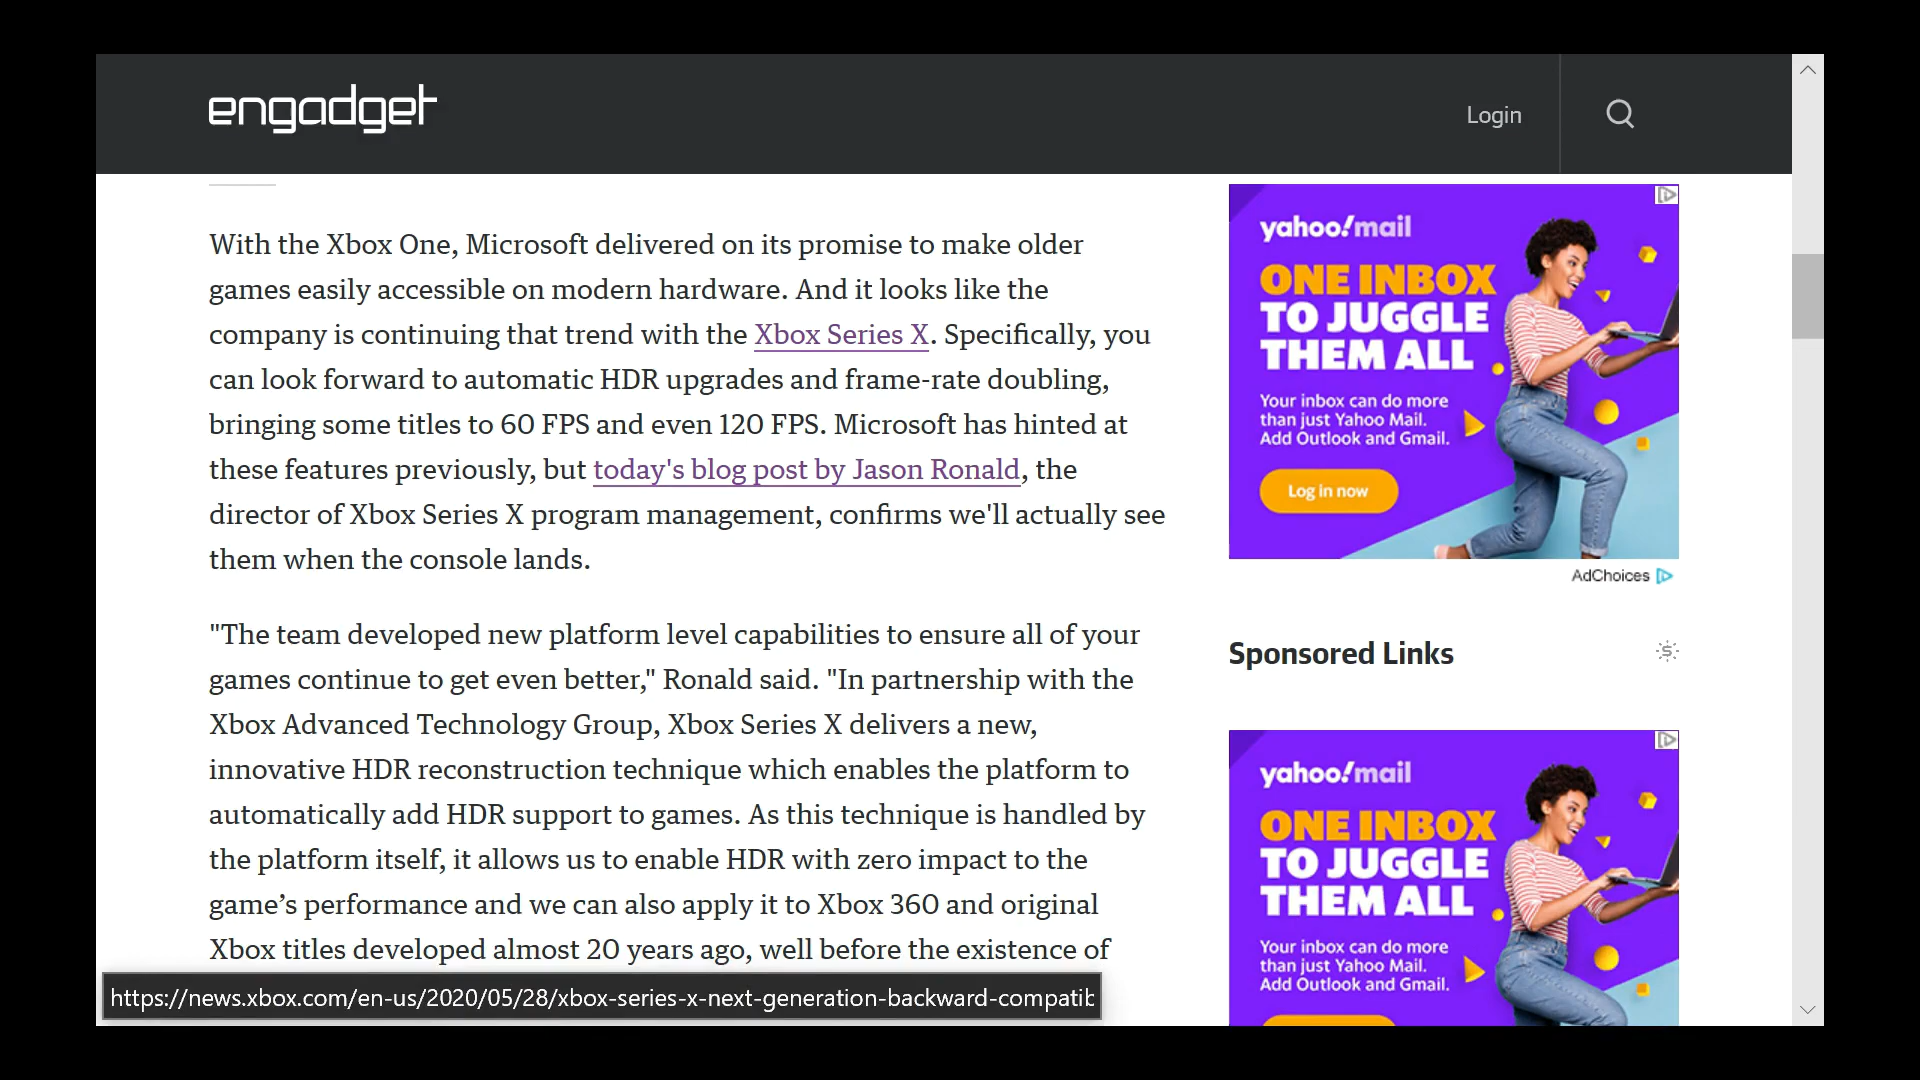 engadget
Login
With the Xbox One, Microsoft delivered on its promise to make older
games easily accessible on modern hardware. And it looks like the
company is continuing that trend with the Xbox Series X. Specifically, you
can look forward to automatic HDR upgrades and frame-rate doubling,
bringing some titles to 60 FPS and even 120 FPS. Microsoft has hinted at
these features previously, but today's blog post by Jason Ronald, the
director of Xbox Series X program management, confirms we'll actually see
them when the console lands.
"The team developed new platform level capabilities to ensure all of your
games continue to get even better," Ronald said. "In partnership with the
Xbox Advanced Technology Group, Xbox Series X delivers a new,
innovative HDR reconstruction technique which enables the platform to
automatically add HDR support to games. As this technique is handled by
the platform itself, it allows us to enable HDR with zero impact to the
game’s performance and we can also apply it to Xbox 360 and original
Xbox titles developed almost 20 years ago, well before the existence of
https://news.xbox.com/en-us/2020/05/28/xbox-series-x-next-generation-backward-compatib
yahoo!mail
ONE INBOX
TO JUGGLE
THEM ALL
Your inbox can do more
than just Yahoo Mail.
Add Outlook and Gmail.
Log in now
AdChoices
Sponsored Links
yahoo!mail
ONE INBOX
TO JUGGLE
THEM ALL
Your inbox can do more
than just Yahoo Mail.
Add Outlook and Gmail.